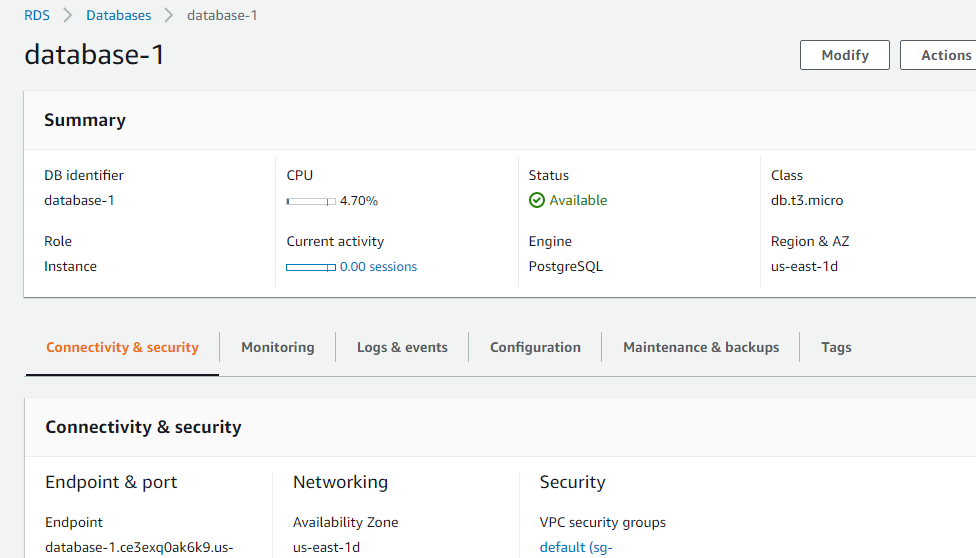 RDS > Databases > database-1
database-1
Modify
Actions
Summary
DB identifier
database-1
CPU
4.70%
Status
Available
Class
db.t3.micro
Role
Instance
Current activity
0.00 sessions
Engine
PostgreSQL
Region & AZ
us-east-1d
Connectivity & security
Monitoring
Logs & events
Configuration
Maintenance & backups
Tags
Connectivity & security
Endpoint & port
Endpoint
database-1.ce3exq0ak6k9.us-
Networking
Availability Zone
us-east-1d
Security
VPC security groups
default (sg-